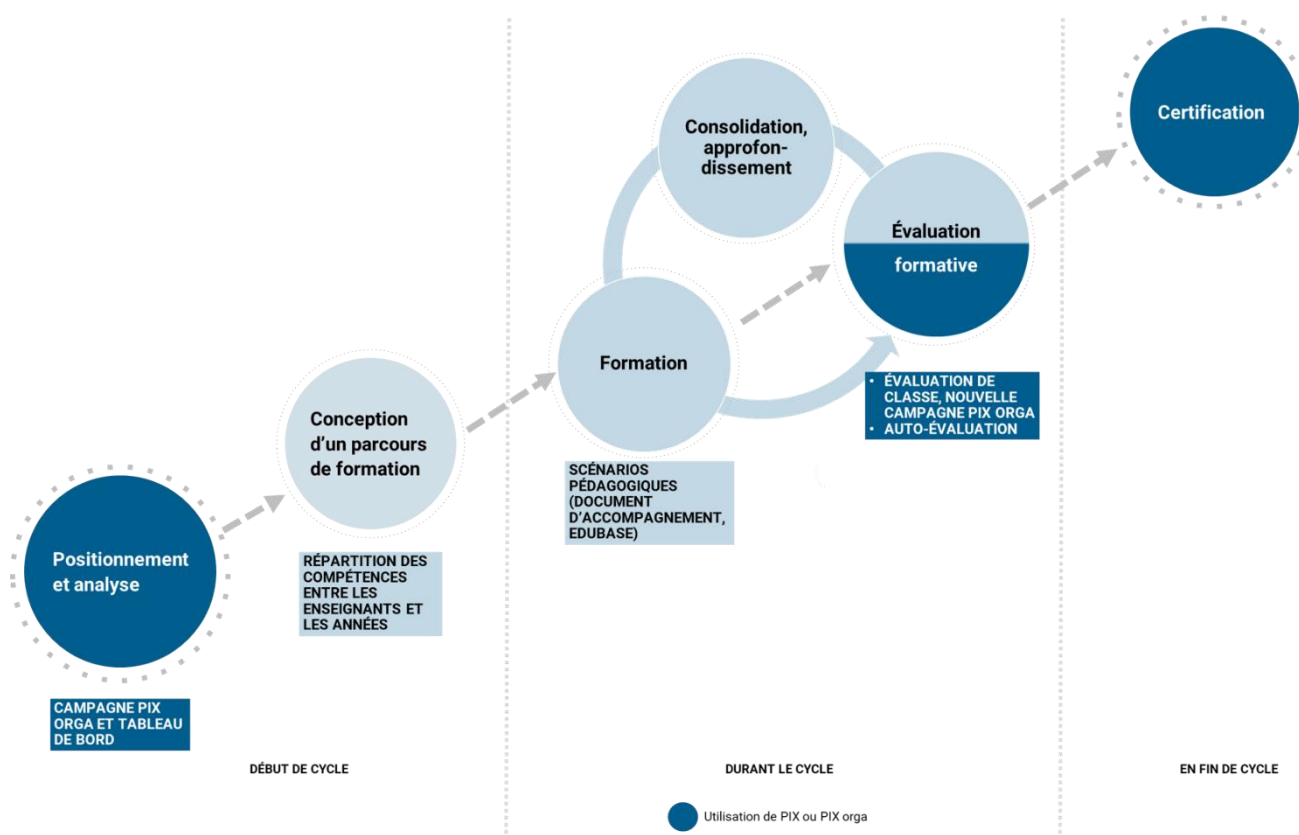 Positionnement
et analyse
CAMPAGNE PIX
ORGA ET TABLEAU
DE BORD
Conception
d'un parcours
de formation
RÉPARTITION DES
COMPÉTENCES
ENTRE LES
ENSEIGNANTS ET
LES ANNÉES
DÉBUT DE CYCLE
Formation
SCÉNARIOS
PÉDAGOGIQUES
(DOCUMENT
D'ACCOMPAGNEMENT,
EDUBASE)
Consolidation,
approfon-
dissement
Évaluation
formative
• ÉVALUATION DE
CLASSE, NOUVELLE
CAMPAGNE PIX ORGA
• AUTO-ÉVALUATION
DURANT LE CYCLE
Certification
EN FIN DE CYCLE
Utilisation de PIX ou PIX orga